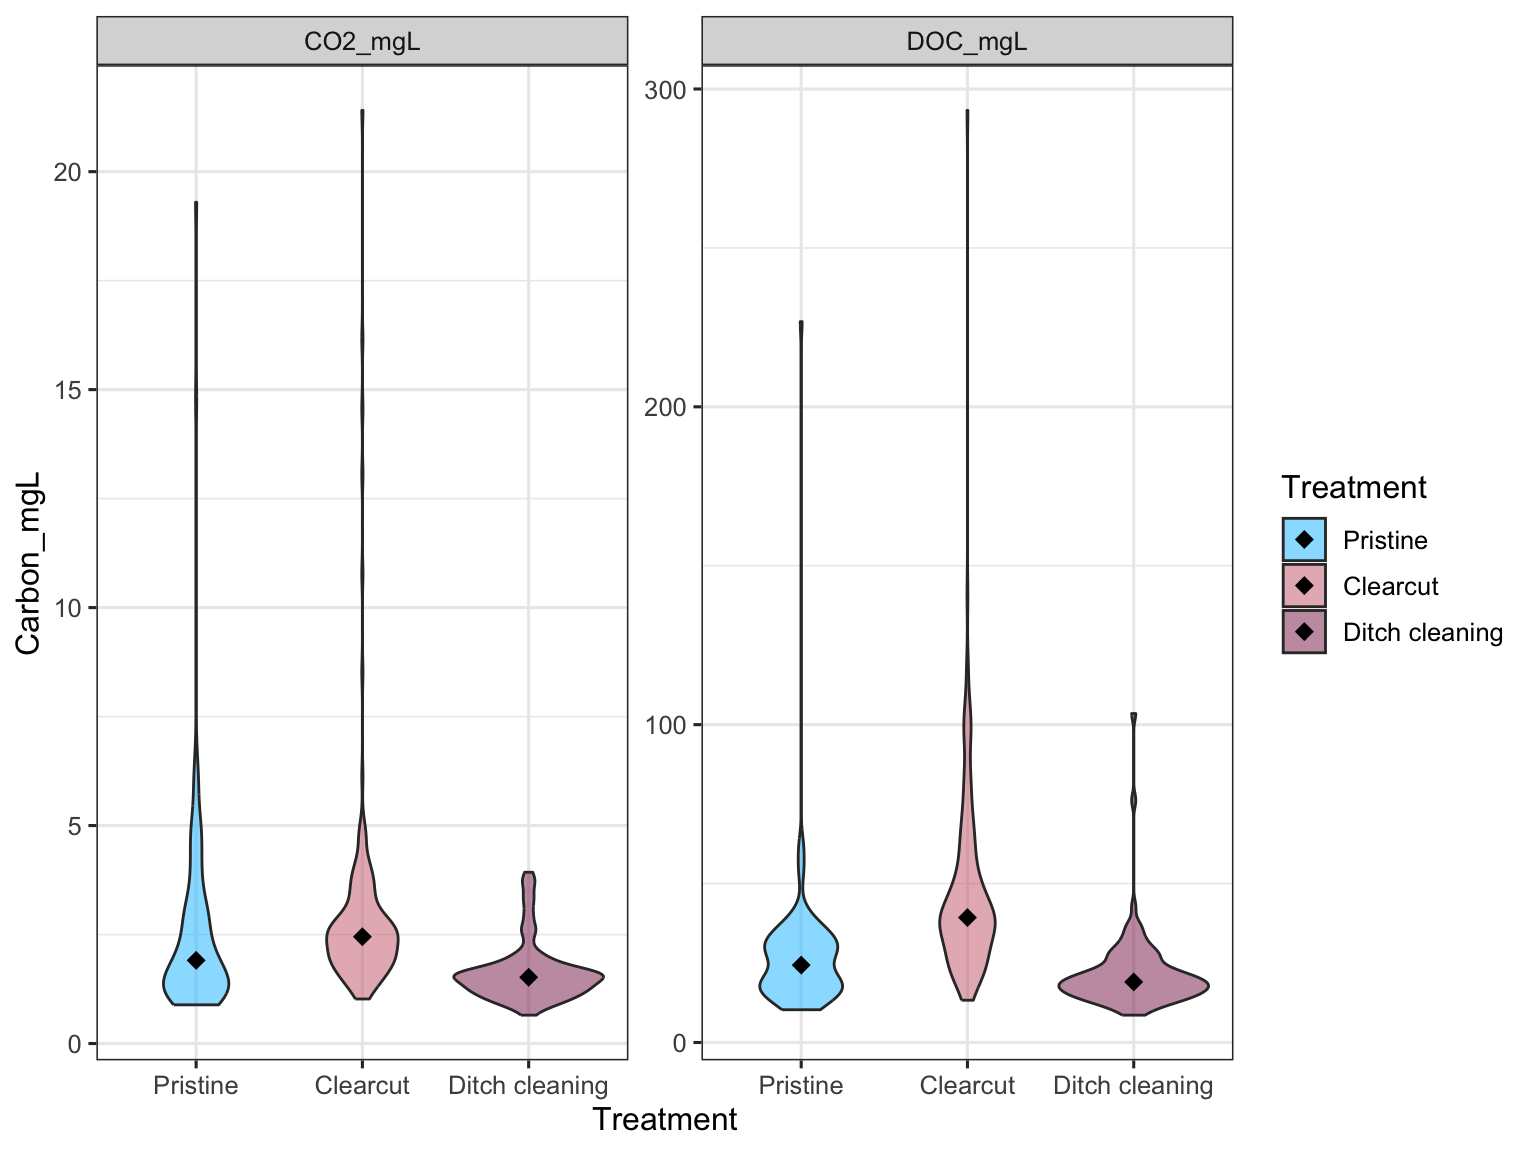 CO2_mgL
DOC_mgL
Carbon_mgL
20
15
10
5
0
300
200
100
0
Pristine
Clearcut
Ditch cleaning
Pristine
Clearcut
Ditch cleaning
Treatment
Treatment
Pristine
Clearcut
Ditch cleaning